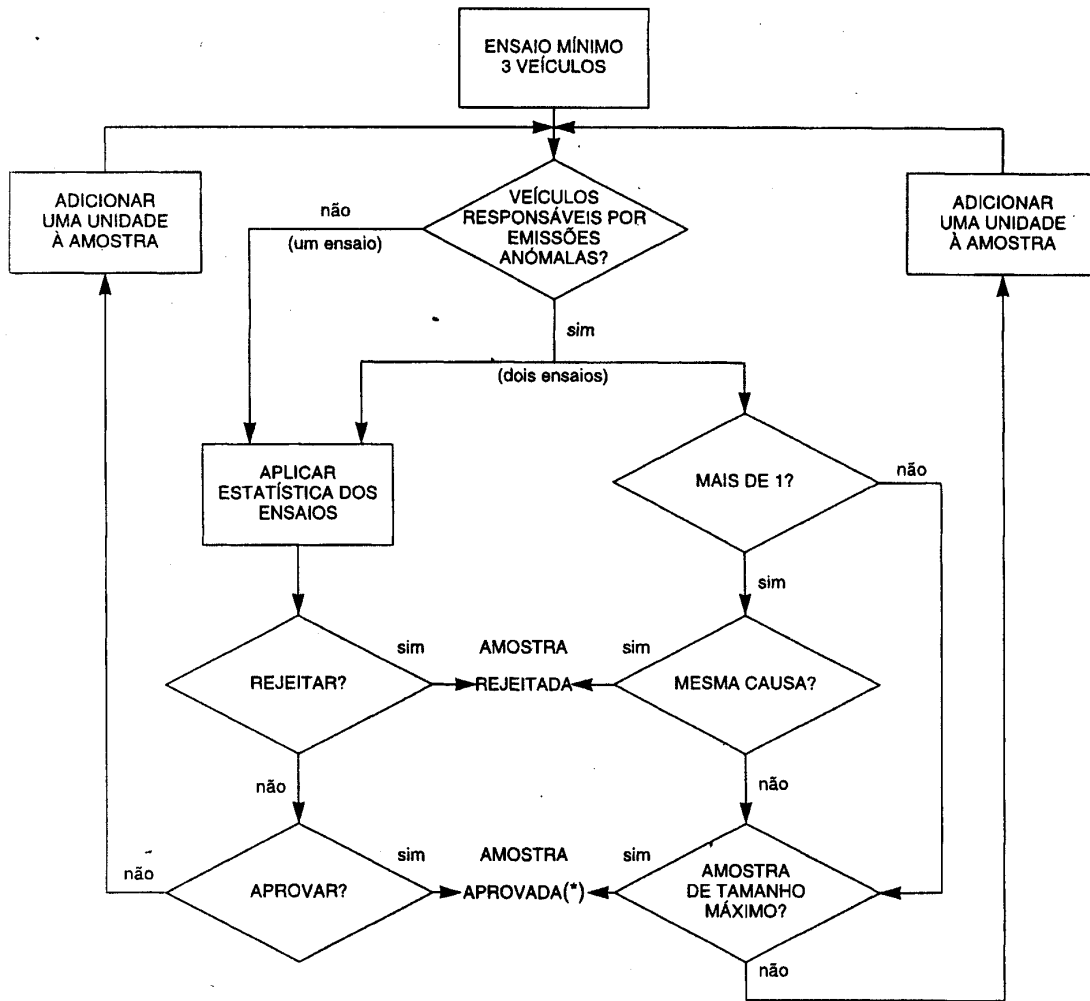 ENSAIO MÍNIMO
3 VEÍCULOS
ADICIONAR
UMA UNIDADE
À AMOSTRA
VEÍCULOS
RESPONSÁVEIS POR
EMISSÕES
ANÓMALAS?
ADICIONAR
UMA UNIDADE
À AMOSTRA
não
(um ensaio)
sim
(dois ensaios)
APLICAR
ESTATÍSTICA DOS
ENSAIOS
MAIS DE 1?
não
sim
REJEITAR?
sim
AMOSTRA
REJEITADA
sim
MESMA CAUSA?
não
não
não
APROVAR?
sim
AMOSTRA
APROVADA(*)
sim
AMOSTRA
DE TAMANHO
MÁXIMO?
não